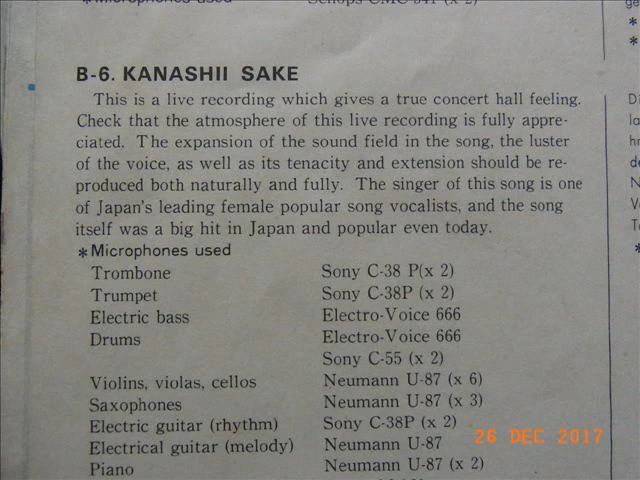 *Microphones used Schops CMC-541 (x 2)
B-6. KANASHII SAKE
This is a live recording which gives a true concert hall feeling.
Check that the atmosphere of this live recording is fully appre-
ciated. The expansion of the sound field in the song, the luster
of the voice, as well as its tenacity and extension should be re-
produced both naturally and fully. The singer of this song is one
of Japan's leading female popular song vocalists, and the song
itself was a big hit in Japan and popular even today.
*Microphones used
Trombone Sony C-38 P(x 2)
Trumpet Sony C-38P (x 2)
Electric bass Electro-Voice 666
Drums Electro-Voice 666
Sony C-55 (x 2)
Violins, violas, cellos Neumann U-87 (x 6)
Saxophones Neumann U-87 (x 3)
Electric guitar (rhythm) Sony C-38P (x 2)
Electrical guitar (melody) Neumann U-87
Piano Neumann U-87 (x 2)
26 DEC 2017